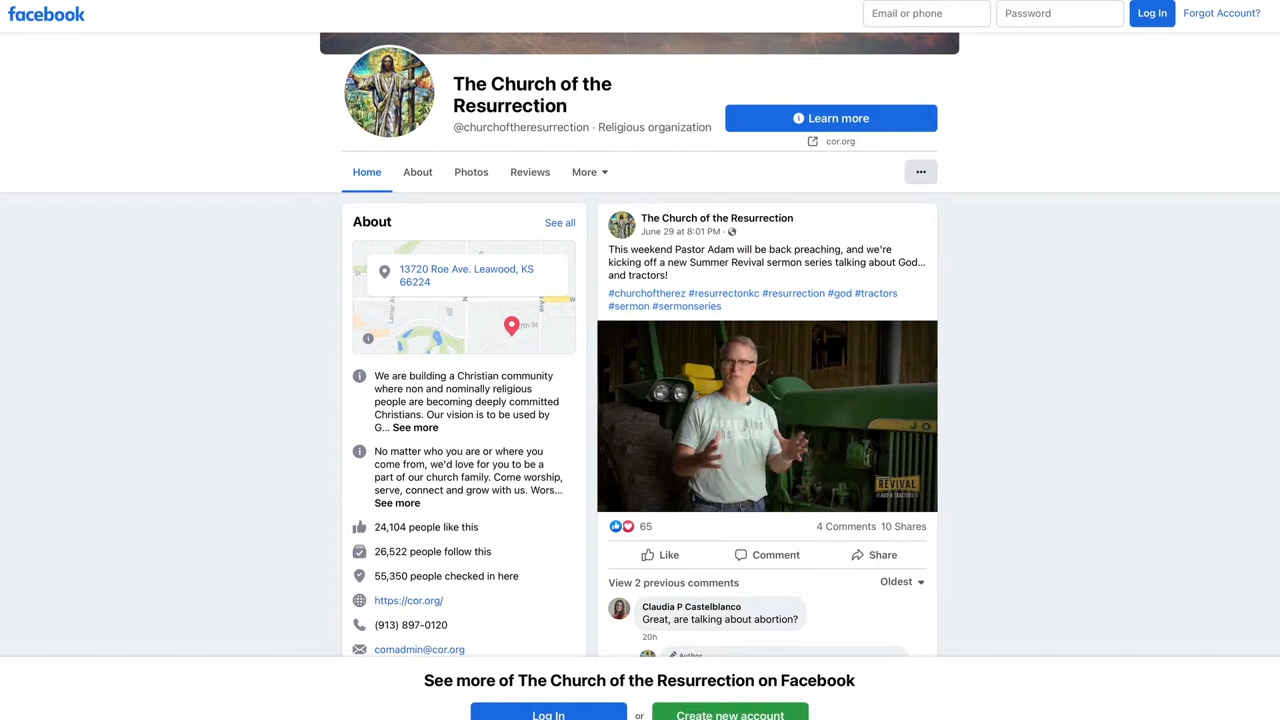 facebook
Email or phone
Password
Log In
Forgot Account?
The Church of the
Resurrection
@churchoftheresurrection · Religious organization
Learn more
cor.org
Home
About
Photos
Reviews
More
About
See all
13720 Roe Ave. Leawood, KS
66224
We are building a Christian community
where non and nominally religious
people are becoming deeply committed
Christians. Our vision is to be used by
G... See more
No matter who you are or where you
come from, we'd love for you to be a
part of our church family. Come worship,
serve, connect and grow with us. Wors...
See more
24,104 people like this
26,522 people follow this
55,350 people checked in here
https://cor.org/
(913) 897-0120
comadmin@cor.org
The Church of the Resurrection
June 29 at 8:01 PM ·
This weekend Pastor Adam will be back preaching, and we're
kicking off a new Summer Revival sermon series talking about God...
and tractors!
#churchoftherez #resurrectonkc #resurrection #god #tractors
#sermon #sermonseries
REVIVAL
65
4 Comments 10 Shares
Like
Comment
Share
View 2 previous comments
Oldest
Claudia P Castelblanco
Great, are talking about abortion?
20h
Author
See more of The Church of the Resurrection on Facebook
Log In
or
Create new account